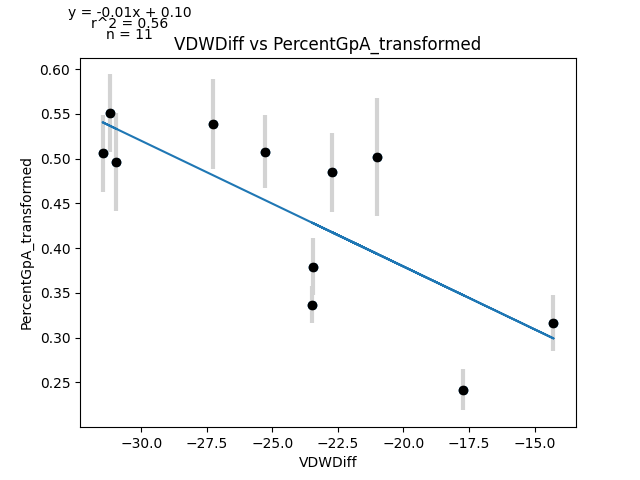 y = -0.01x + 0.10
r^2 = 0.56
n = 11
VDWDiff vs PercentGpA_transformed
PercentGpA_transformed
0.60
0.55
0.50
0.45
0.40
0.35
0.30
0.25
−30.0 −27.5 −25.0 −22.5 −20.0 −17.5 −15.0
VDWDiff